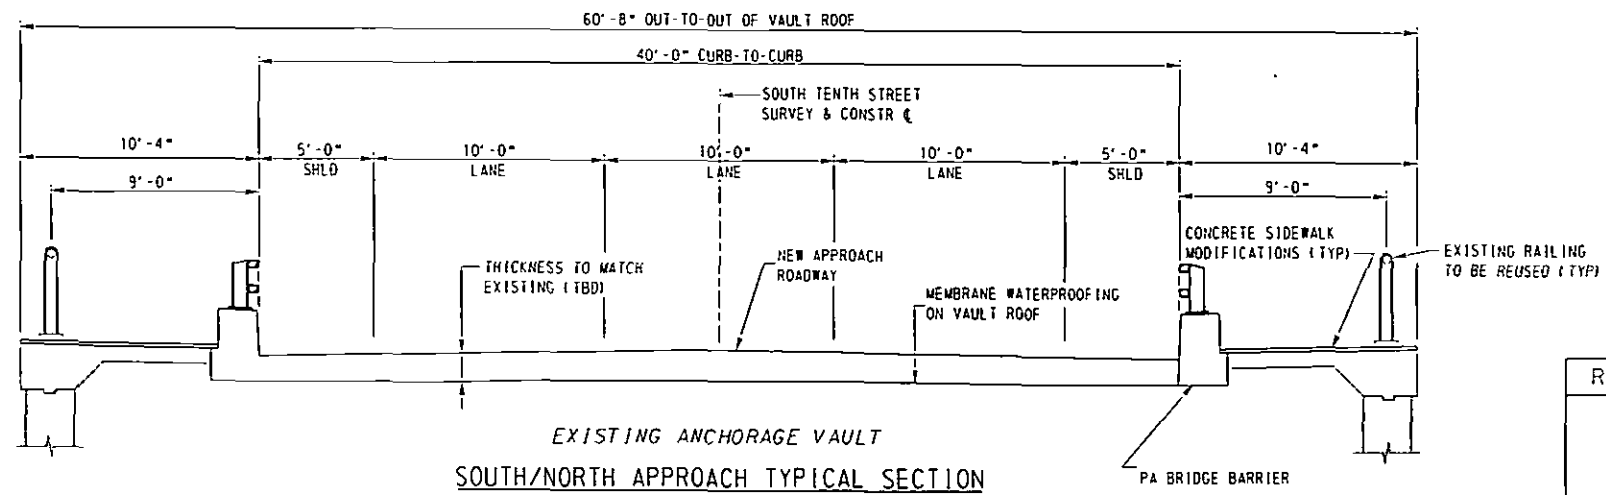 60'-8" OUT-TO-OUT OF VAULT ROOF
40'-0" CURB-TO-CURB
SOUTH TENTH STREET
SURVEY & CONSTR ℄
10'-4"
5'-0"
SHLD
10'-0"
LANE
10'-0"
LANE
10'-0"
LANE
5'-0"
SHLD
10'-4"
9'-0"
9'-0"
CONCRETE SIDEWALK
MODIFICATIONS (TYP)
EXISTING RAILING
TO BE REUSED (TYP)
THICKNESS TO MATCH
EXISTING (TBD)
NEW APPROACH
ROADWAY
MEMBRANE WATERPROOFING
ON VAULT ROOF
R
EXISTING ANCHORAGE VAULT
SOUTH/NORTH APPROACH TYPICAL SECTION
PA BRIDGE BARRIER